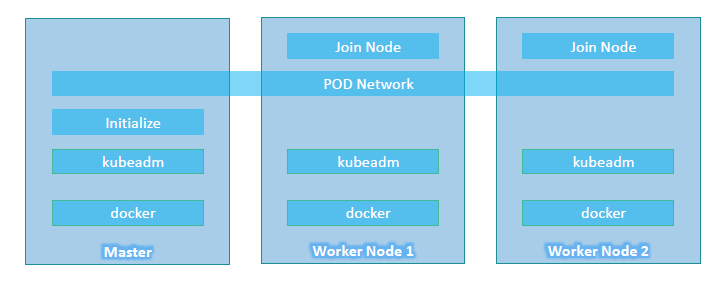 Join Node
Join Node
POD Network
Initialize
kubeadm
kubeadm
kubeadm
docker
docker
docker
Master
Worker Node 1
Worker Node 2